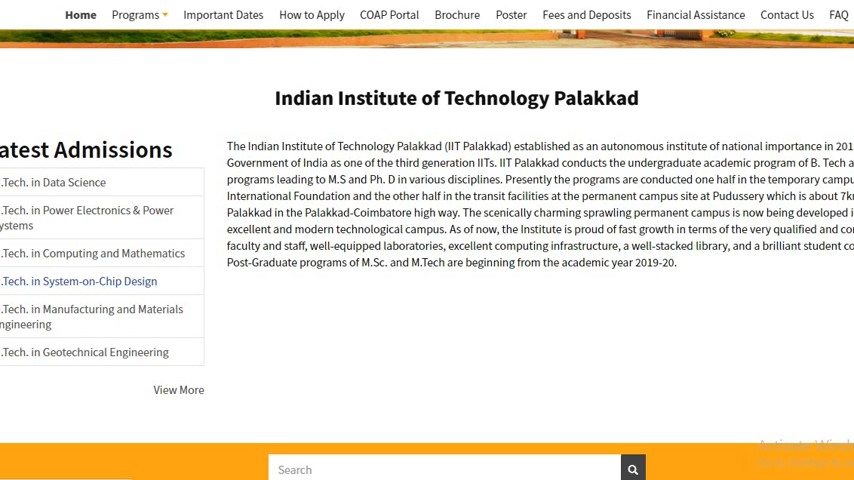 Home Programs Important Dates How to Apply COAP Portal Brochure Poster Fees and Deposits Financial Assistance Contact Us FAQ
Indian Institute of Technology Palakkad
atest Admissions
.Tech. in Data Science
.Tech. in Power Electronics & Power
ystems
.Tech. in Computing and Mathematics
.Tech. in System-on-Chip Design
.Tech. in Manufacturing and Materials
ngineering
.Tech. in Geotechnical Engineering
View More
The Indian Institute of Technology Palakkad (IIT Palakkad) established as an autonomous institute of national importance in 201
Government of India as one of the third generation IITs. IIT Palakkad conducts the undergraduate academic program of B. Tech a
programs leading to M.S and Ph. D in various disciplines. Presently the programs are conducted one half in the temporary campu
International Foundation and the other half in the transit facilities at the permanent campus site at Pudussery which is about 7k
Palakkad in the Palakkad-Coimbatore high way. The scenically charming sprawling permanent campus is now being developed i
excellent and modern technological campus. As of now, the Institute is proud of fast growth in terms of the very qualified and co
faculty and staff, well-equipped laboratories, excellent computing infrastructure, a well-stacked library, and a brilliant student co
Post-Graduate programs of M.Sc. and M.Tech are beginning from the academic year 2019-20.
Search